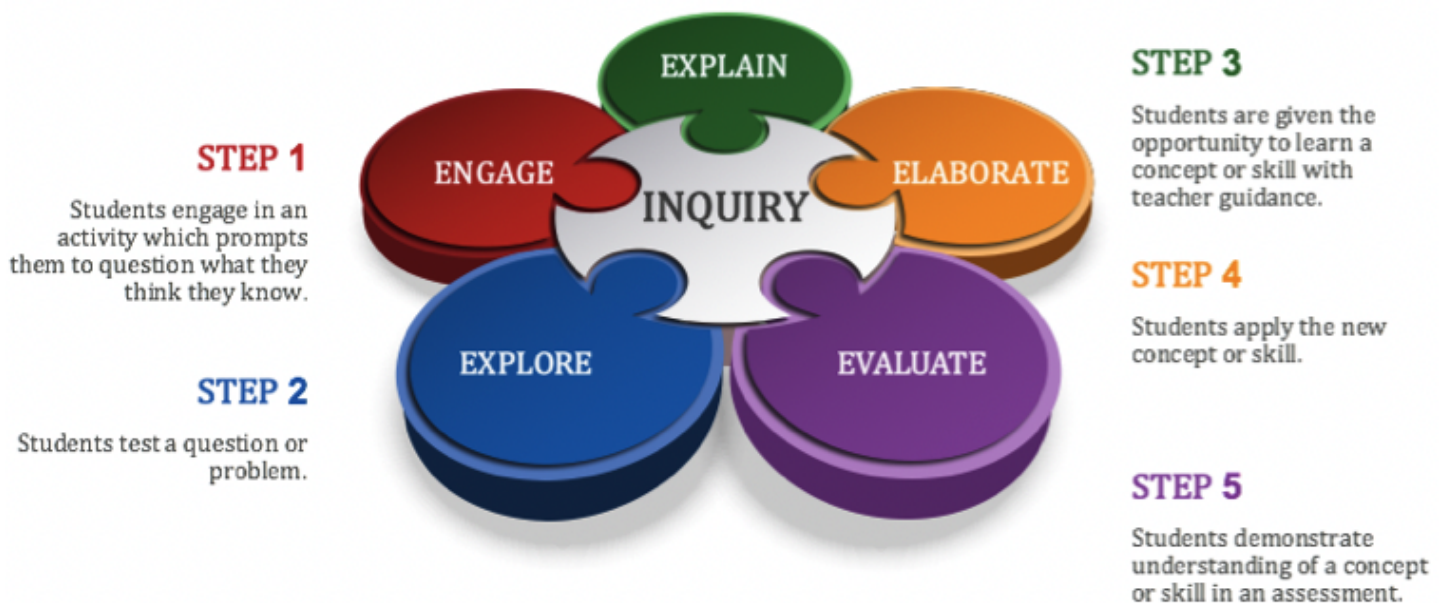 EXPLAIN
ENGAGE
ELABORATE
INQUIRY
EXPLORE
EVALUATE
STEP 1
Students engage in an
activity which prompts
them to question what they
think they know.
STEP 2
Students test a question or
problem.
STEP 3
Students are given the
opportunity to learn a
concept or skill with
teacher guidance.
STEP 4
Students apply the new
concept or skill.
STEP 5
Students demonstrate
understanding of a concept
or skill in an assessment.